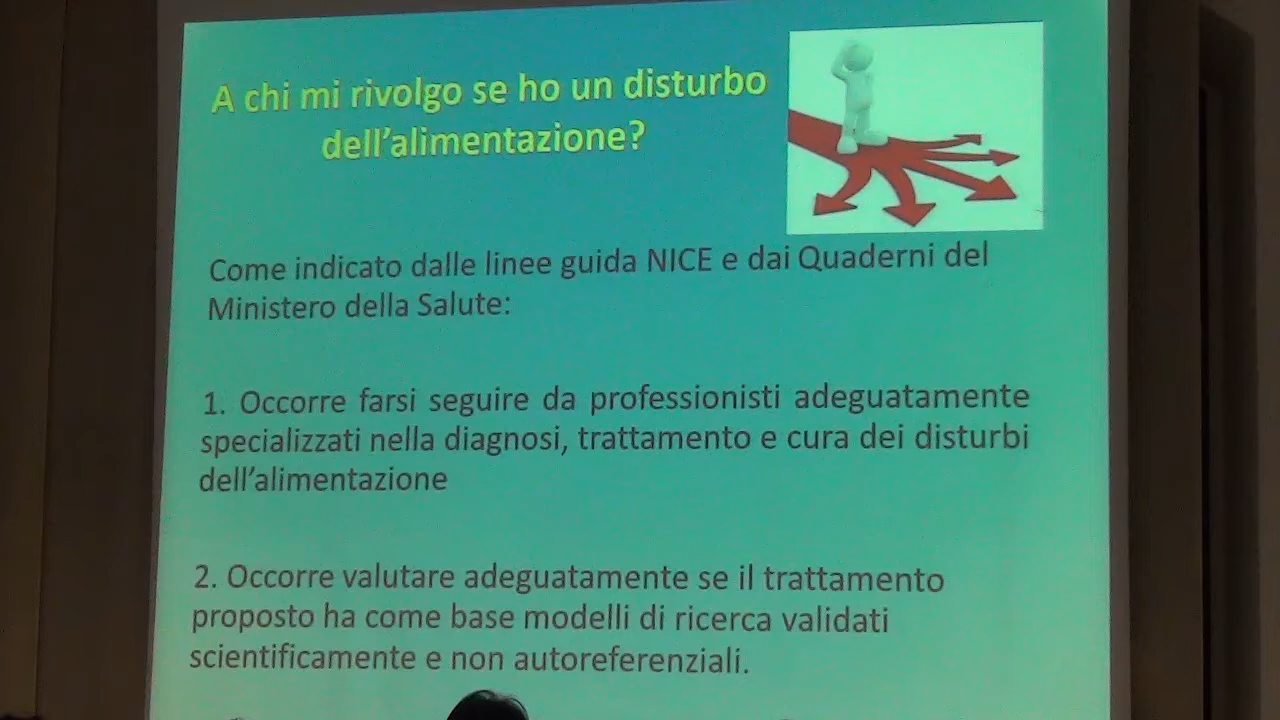 A chi mi rivolgo se ho un disturbo
dell’alimentazione?
Come indicato dalle linee guida NICE e dai Quaderni del
Ministero della Salute:
1. Occorre farsi seguire da professionisti adeguatamente
specializzati nella diagnosi, trattamento e cura dei disturbi
dell’alimentazione
2. Occorre valutare adeguatamente se il trattamento
proposto ha come base modelli di ricerca validati
scientificamente e non autoreferenziali.